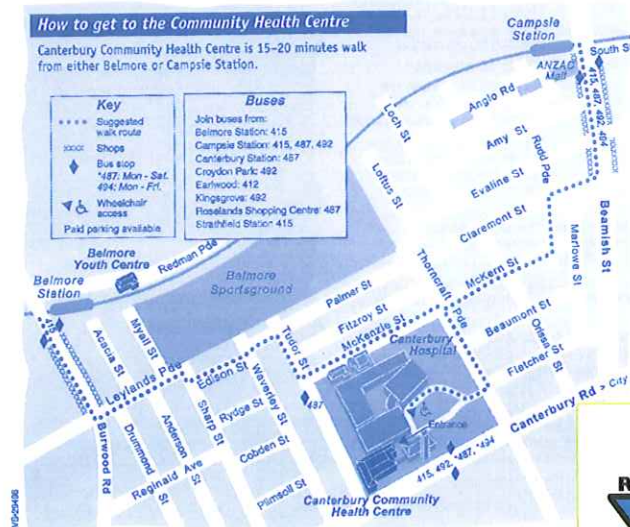 How to get to the Community Health Centre
Canterbury Community Health Centre is 15–20 minutes walk
from either Belmore or Campsie Station.
Key
Suggested
walk route
Shops
Bus stop
*487: Mon - Sat.
494: Mon - Fri.
Wheelchair
access
Paid parking available
Buses
Join buses from:
Belmore Station: 415
Campsie Station: 415, 487, 492
Canterbury Station: 487
Croydon Park: 492
Earlwood: 412
Kingsgrove: 492
Roselands Shopping Centre: 487
Strathfield Station 415
Campsie
Station
South St
ANZAC
Mall
415, 487, 492, 494
Anglo Rd
Loch St
Amy St
Rudd Pde
Loftus St
Evaline St
Claremont St
Beamish St
Marlowe St
Belmore
Youth Centre
Redman Pde
Belmore
Station
Belmore
Sportsground
Thorncraft Pde
McKern St
Palmer St
Fitzroy St
McKenzie St
Beaumont St
Orissa St
Fletcher St
Canterbury
Hospital
Acacia St
Myall St
Leylands Pde
Edison St
Tudor St
Waverley St
Canterbury Rd > City
Burwood Rd
Drummond St
Anderson St
Sharp St
Rydge St
*487
Entrance
Reginald Ave
Cobden St
Plimsoll St
415, 492, *487, *494
Canterbury Community
Health Centre
R